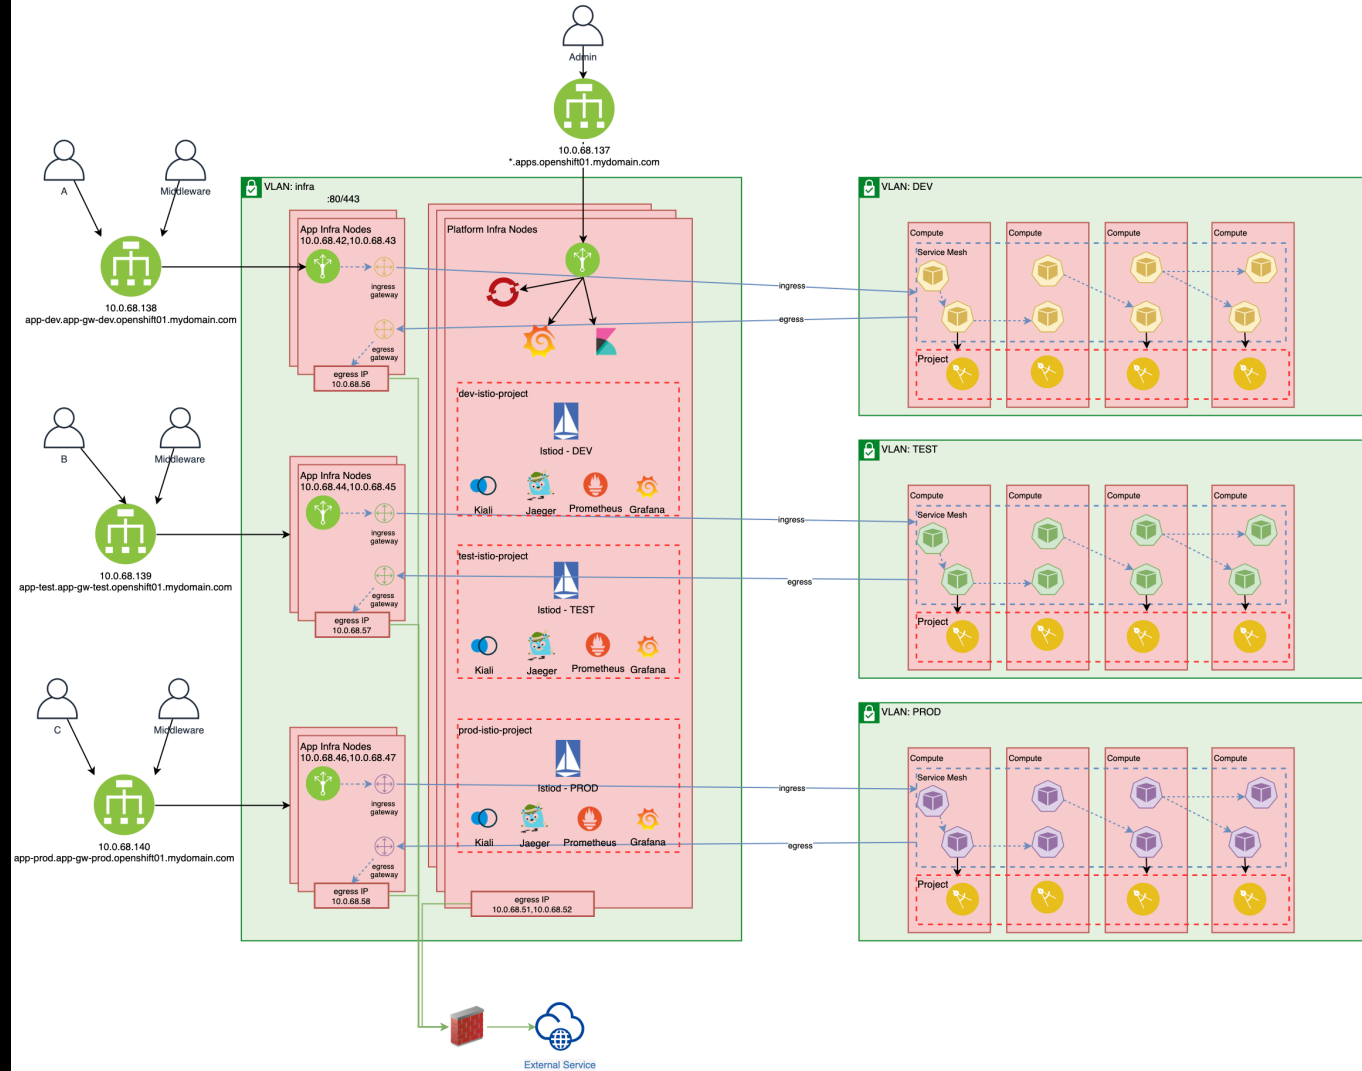 Admin
10.0.68.137
*.apps.openshift01.mydomain.com
A
Middleware
10.0.68.138
app-dev.app-gw-dev.openshift01.mydomain.com
B
Middleware
10.0.68.139
app-test.app-gw-test.openshift01.mydomain.com
C
Middleware
10.0.68.140
app-prod.app-gw-prod.openshift01.mydomain.com
VLAN: infra
:80/443
App Infra Nodes
10.0.68.42,10.0.68.43
ingress
gateway
egress
gateway
egress IP
10.0.68.56
App Infra Nodes
10.0.68.44,10.0.68.45
ingress
gateway
egress
gateway
egress IP
10.0.68.57
App Infra Nodes
10.0.68.46,10.0.68.47
ingress
gateway
egress
gateway
egress IP
10.0.68.58
Platform Infra Nodes
dev-istio-project
Istiod - DEV
Kiali
Jaeger
Prometheus
Grafana
test-istio-project
Istiod - TEST
Kiali
Jaeger
Prometheus
Grafana
prod-istio-project
Istiod - PROD
Kiali
Jaeger
Prometheus
Grafana
egress IP
10.0.68.51,10.0.68.52
ingress
egress
ingress
egress
ingress
egress
VLAN: DEV
Compute
Compute
Compute
Compute
Service Mesh
Project
VLAN: TEST
Compute
Compute
Compute
Compute
Service Mesh
Project
VLAN: PROD
Compute
Compute
Compute
Compute
Service Mesh
Project
External Service